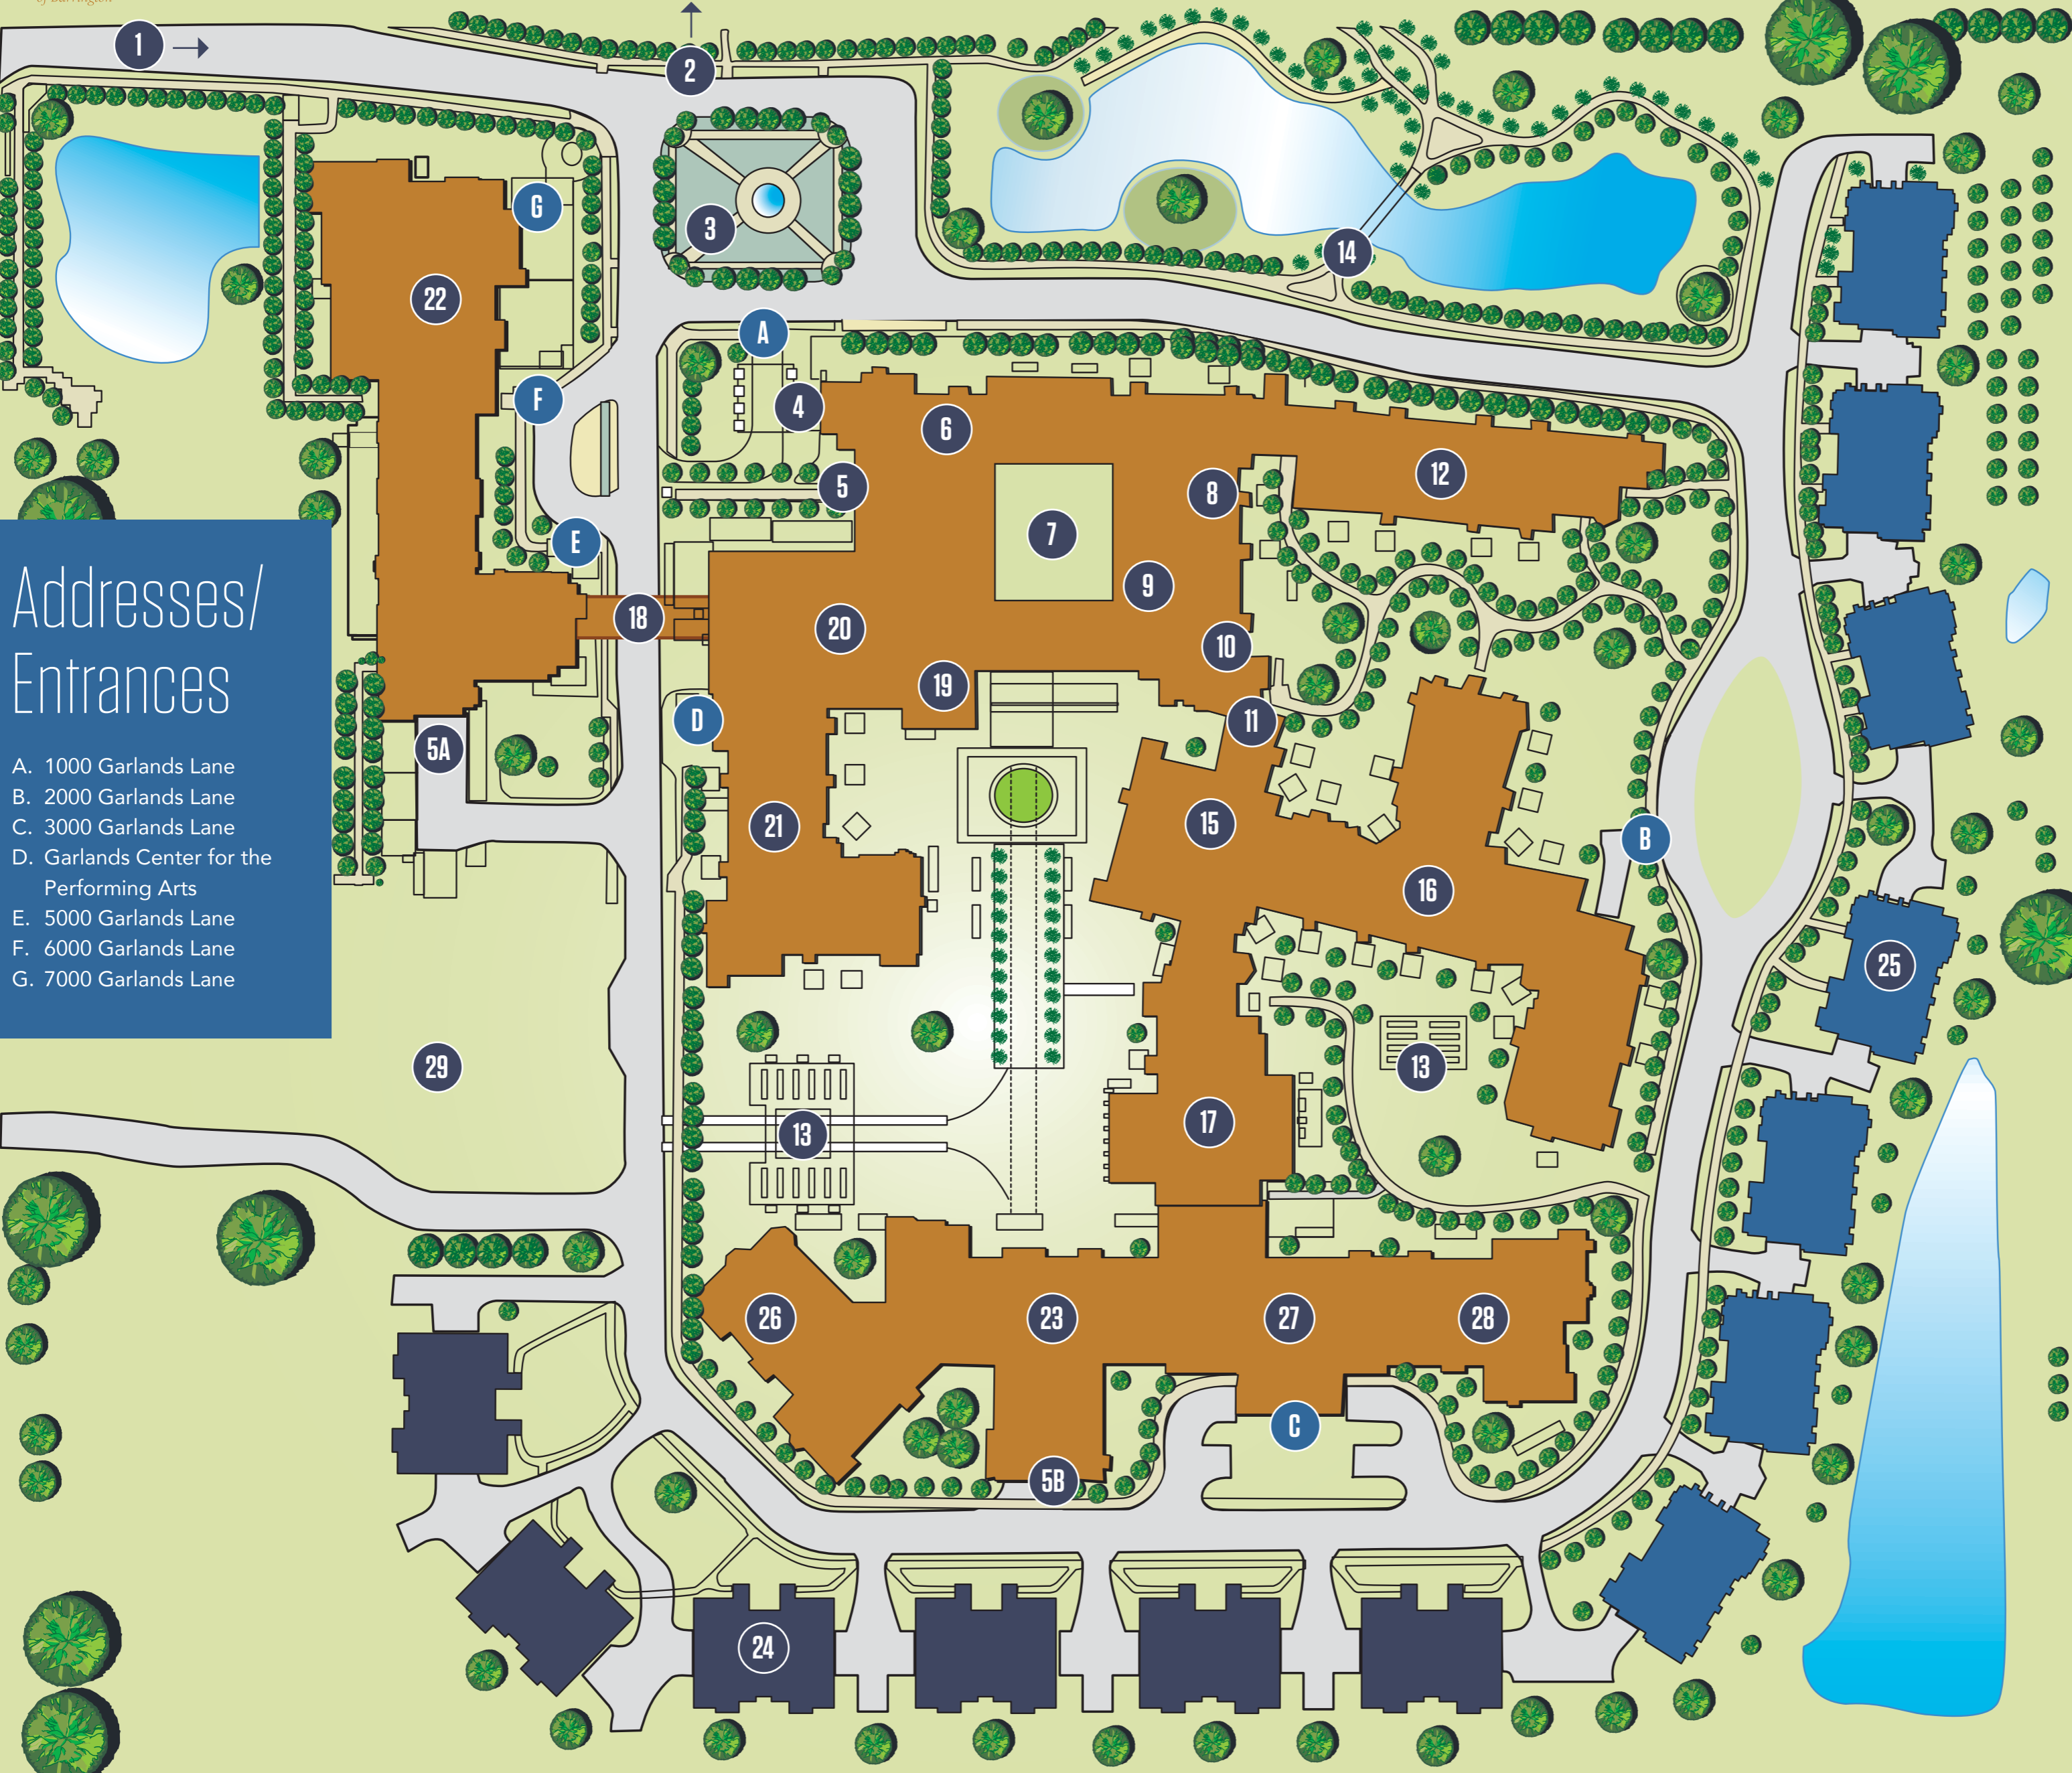 of Barrington
1
2
3
G
22
14
A
F
4
6
5
8
12
7
E
9
18
20
10
19
D
11
5A
Addresses/
Entrances
A. 1000 Garlands Lane
B. 2000 Garlands Lane
C. 3000 Garlands Lane
D. Garlands Center for the
Performing Arts
E. 5000 Garlands Lane
F. 6000 Garlands Lane
G. 7000 Garlands Lane
21
15
B
16
25
29
13
13
17
26
23
27
28
C
5B
24